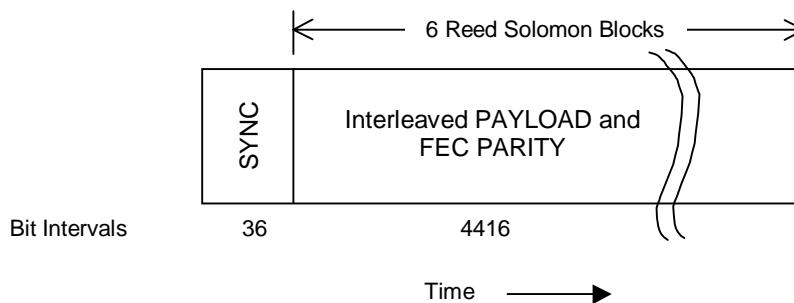 6 Reed Solomon Blocks
SYNC
Interleaved PAYLOAD and
FEC PARITY
Bit Intervals 36 4416
Time